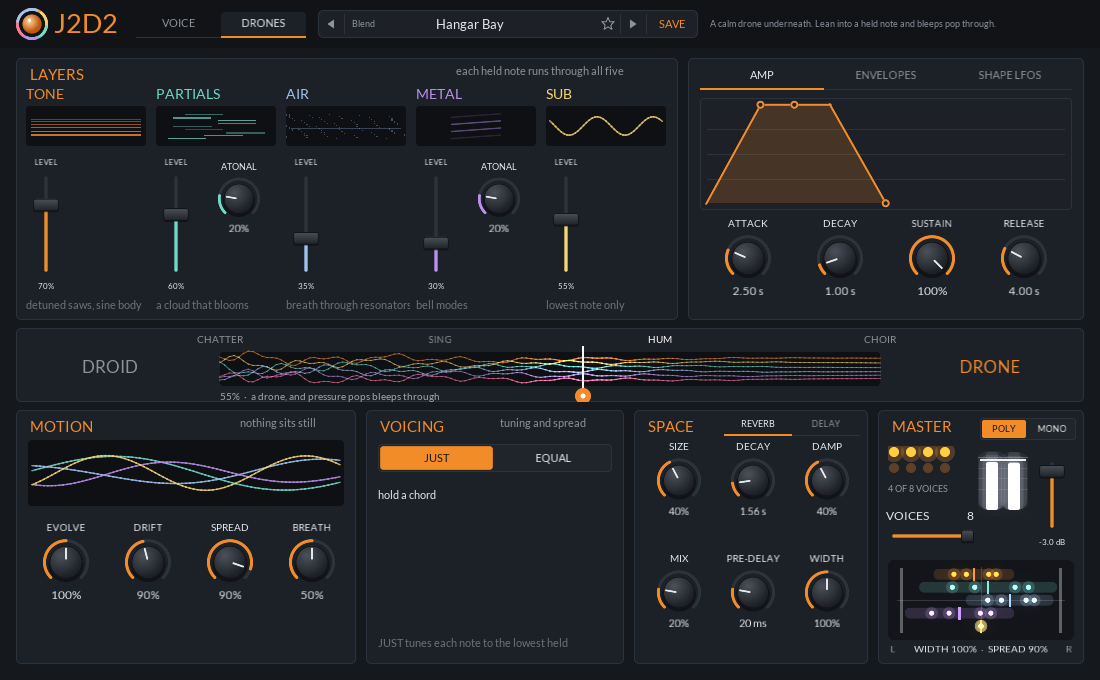 J2D2
VOICE
DRONES
Blend
Hangar Bay
SAVE
A calm drone underneath. Lean into a held note and bleeps pop through.
LAYERS
each held note runs through all five
TONE
PARTIALS
AIR
METAL
SUB
LEVEL
LEVEL
ATONAL
LEVEL
LEVEL
ATONAL
LEVEL
20%
20%
70%
60%
35%
30%
55%
detuned saws, sine body
a cloud that blooms
breath through resonators
bell modes
lowest note only
AMP
ENVELOPES
SHAPE LFOS
ATTACK
DECAY
SUSTAIN
RELEASE
2.50 s
1.00 s
100%
4.00 s
CHATTER
SING
HUM
CHOIR
DROID
DRONE
55% · a drone, and pressure pops bleeps through
MOTION
nothing sits still
EVOLVE
DRIFT
SPREAD
BREATH
100%
90%
90%
50%
VOICING
tuning and spread
JUST
EQUAL
hold a chord
JUST tunes each note to the lowest held
SPACE
REVERB
DELAY
SIZE
DECAY
DAMP
40%
1.56 s
40%
MIX
PRE-DELAY
WIDTH
20%
20 ms
100%
MASTER
POLY
MONO
4 OF 8 VOICES
VOICES
8
-3.0 dB
L
WIDTH 100% · SPREAD 90%
R